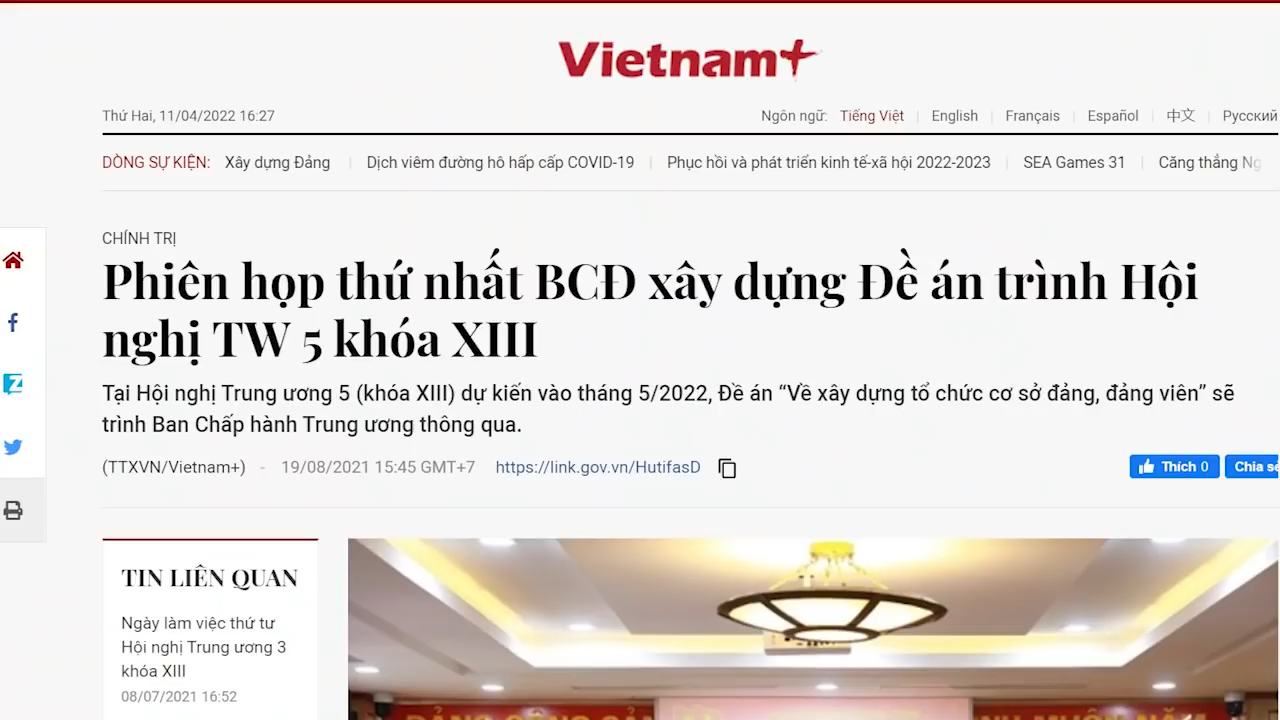 Vietnam+
Thứ Hai, 11/04/2022 16:27
Ngôn ngữ: Tiếng Việt | English | Français | Español | 中文 | Русский
DÒNG SỰ KIỆN: Xây dựng Đảng | Dịch viêm đường hô hấp cấp COVID-19 | Phục hồi và phát triển kinh tế-xã hội 2022-2023 | SEA Games 31 | Căng thẳng
CHÍNH TRỊ
Phiên họp thứ nhất BCĐ xây dựng Đề án trình Hội
nghị TW 5 khóa XIII
Tại Hội nghị Trung ương 5 (khóa XIII) dự kiến vào tháng 5/2022, Đề án “Về xây dựng tổ chức cơ sở đảng, đảng viên” sẽ
trình Ban Chấp hành Trung ương thông qua.
(TTXVN/Vietnam+) - 19/08/2021 15:45 GMT+7 https://link.gov.vn/HutifasD
Thích 0
Chia sẻ
TIN LIÊN QUAN
Ngày làm việc thứ tư
Hội nghị Trung ương 3
khóa XIII
08/07/2021 16:52